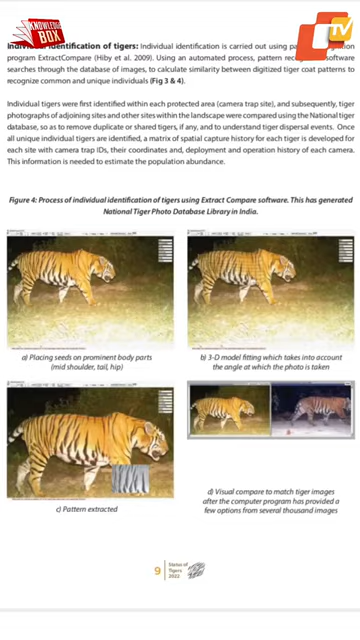 KNOWLEDGE
BOX
TV
Individual identification of tigers: Individual identification is carried out using
program ExtractCompare (Hiby et al. 2009). Using an automated process, pattern software
searches through the database of images, to calculate similarity between digitized tiger coat patterns to
recognize common and unique individuals (Fig 3 & 4).
Individual tigers were first identified within each protected area (camera trap site), and subsequently, tiger
photographs of adjoining sites and other sites within the landscape were compared using the National tiger
database, so as to remove duplicate or shared tigers, if any, and to understand tiger dispersal events. Once
all unique individual tigers are identified, a matrix of spatial capture history for each tiger is developed for
each site with camera trap IDs, their coordinates and, deployment and operation history of each camera.
This information is needed to estimate the population abundance.
Figure 4: Process of individual identification of tigers using Extract Compare software. This has generated
National Tiger Photo Database Library in India.
a) Placing seeds on prominent body parts
(mid shoulder, tail, hip)
b) 3-D model fitting which takes into account
the angle at which the photo is taken
c) Pattern extracted
d) Visual compare to match tiger images
after the computer program has provided a
few options from several thousand images
9
Status of
Tigers
2022